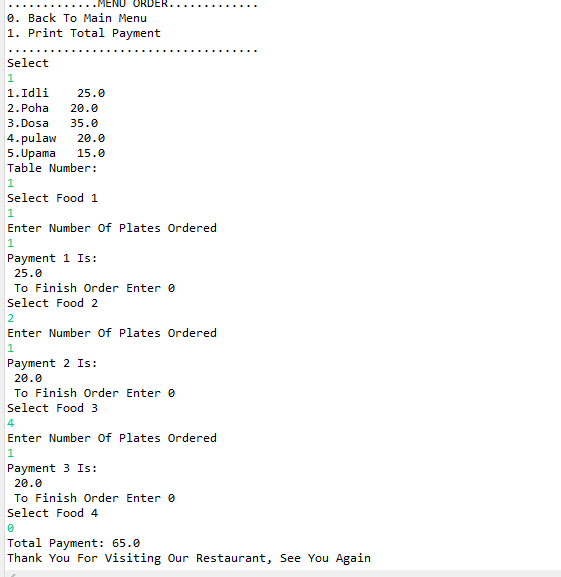 .............MENU ORDER.............
0. Back To Main Menu
1. Print Total Payment
....................................
Select
1
1.Idli    25.0
2.Poha   20.0
3.Dosa   35.0
4.pulaw   20.0
5.Upama   15.0
Table Number:
1
Select Food 1
1
Enter Number Of Plates Ordered
1
Payment 1 Is:
 25.0
 To Finish Order Enter 0
Select Food 2
2
Enter Number Of Plates Ordered
1
Payment 2 Is:
 20.0
 To Finish Order Enter 0
Select Food 3
4
Enter Number Of Plates Ordered
1
Payment 3 Is:
 20.0
 To Finish Order Enter 0
Select Food 4
0
Total Payment: 65.0
Thank You For Visiting Our Restaurant, See You Again